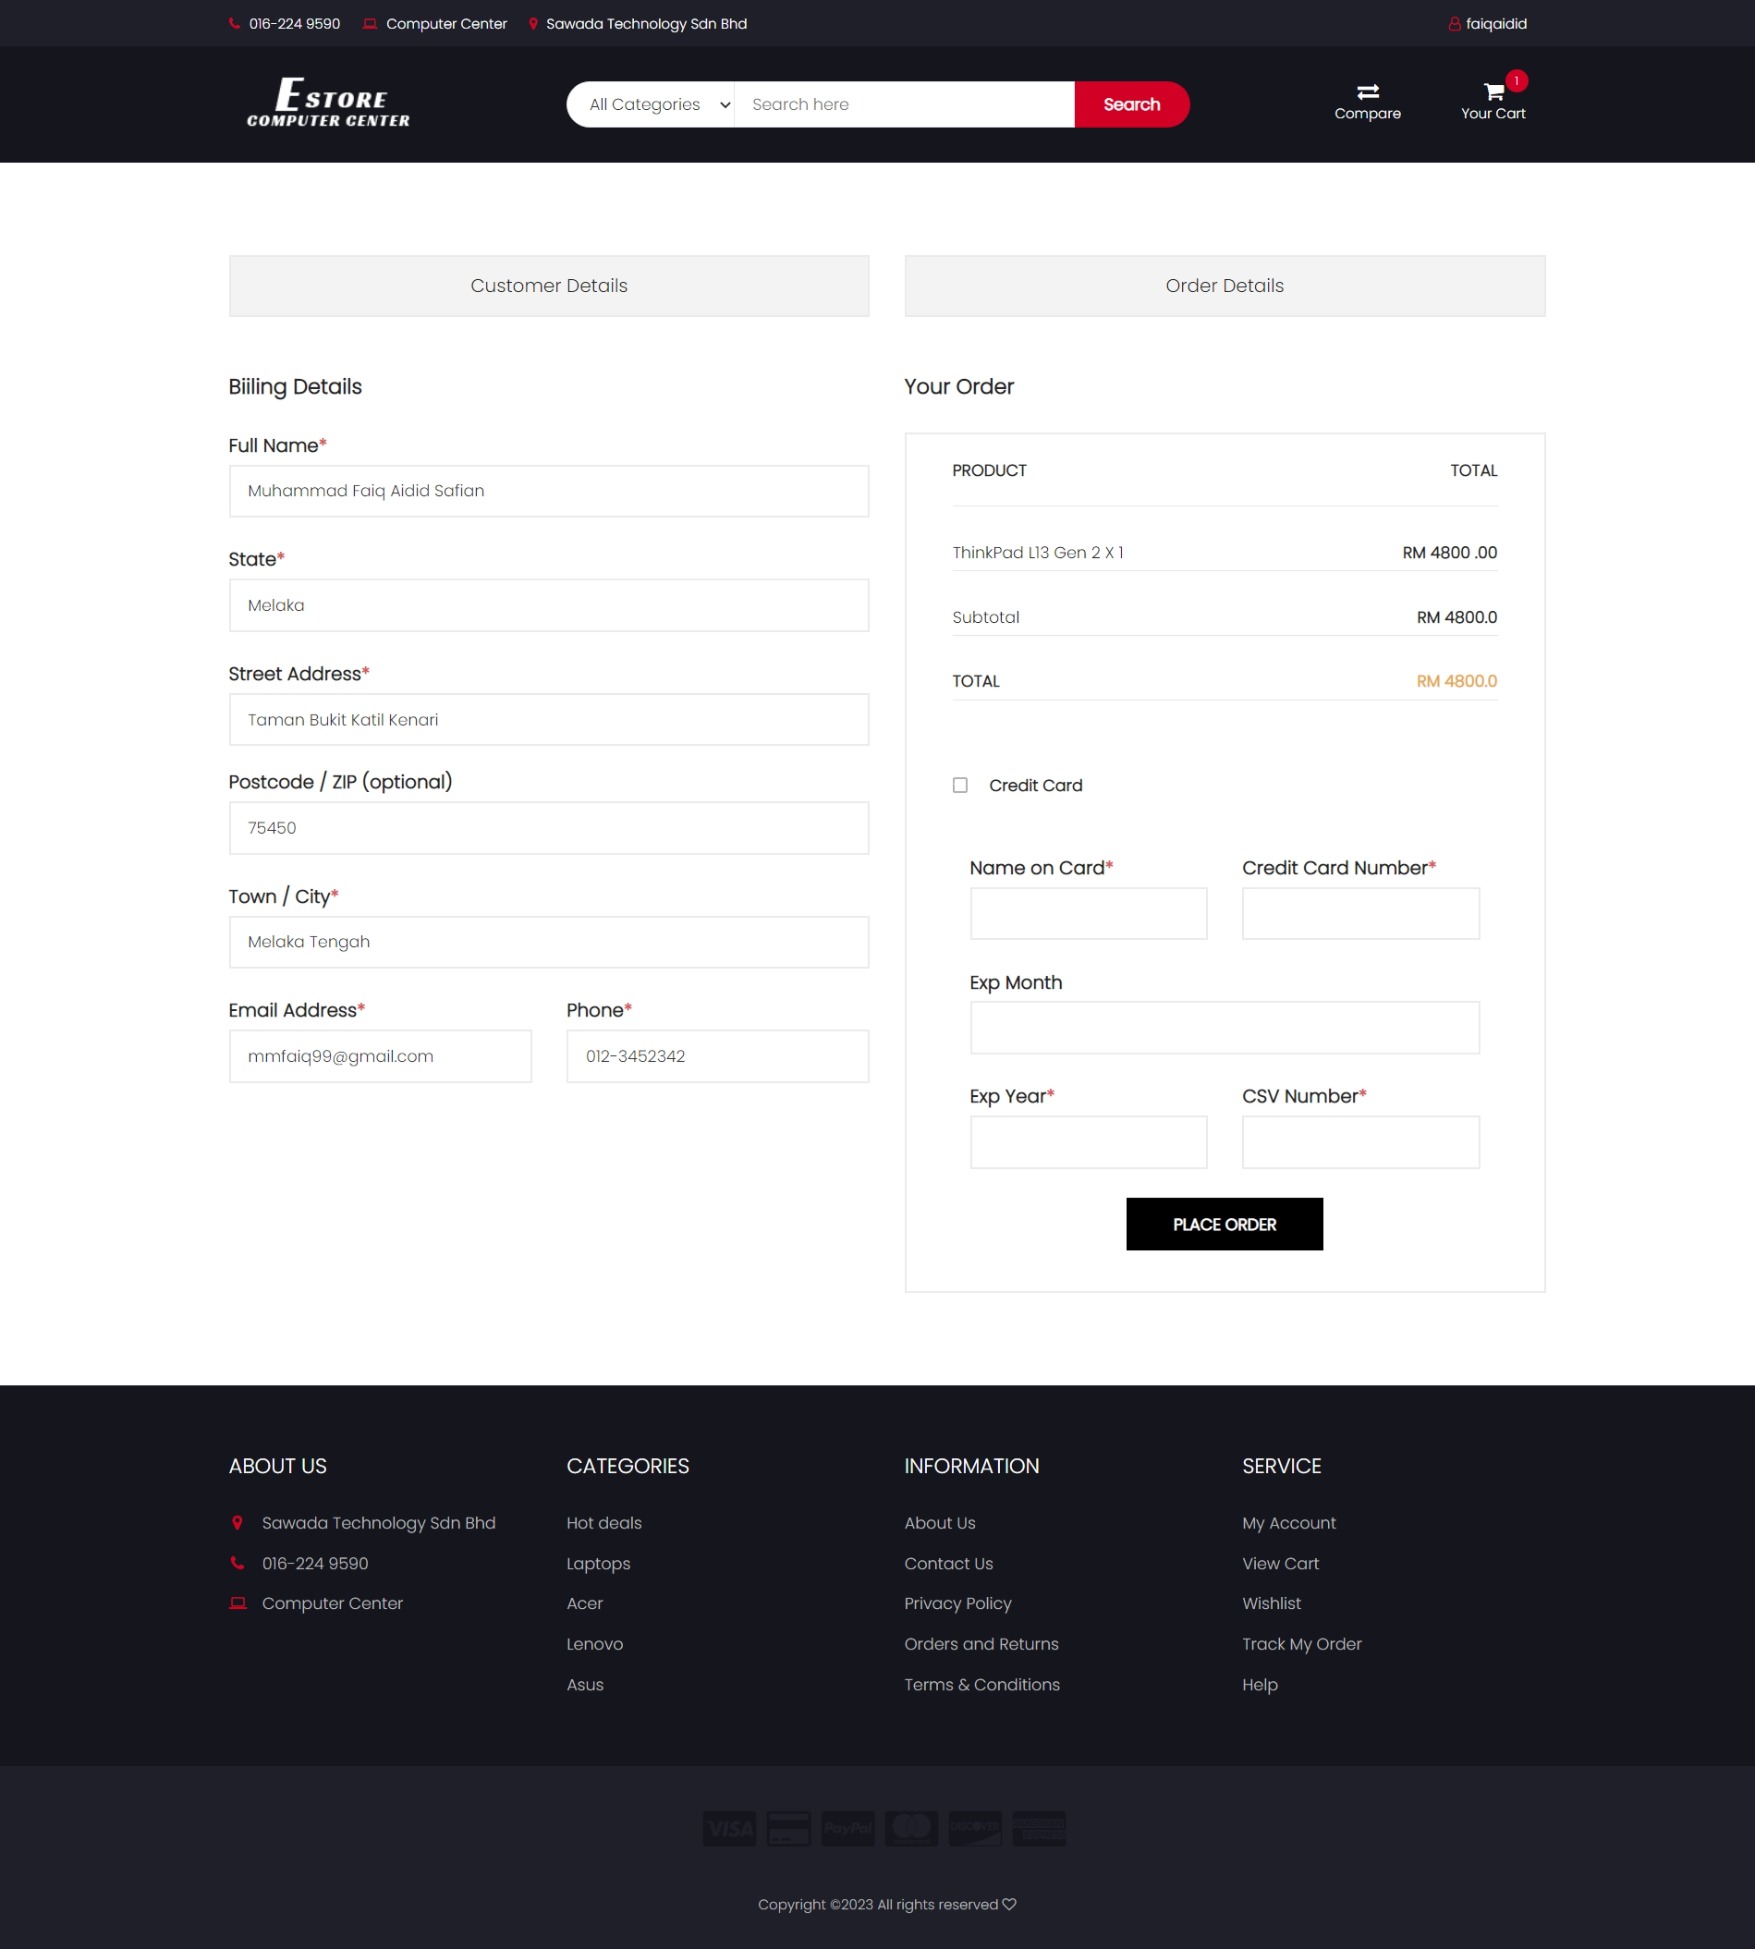 016-224 9590 Computer Center Sawada Technology Sdn Bhd faiqaidid
ESTORE
COMPUTER CENTER
All Categories Search here Search
Compare
1
Your Cart
Customer Details
Order Details
Biiling Details
Full Name*
Muhammad Faiq Aidid Safian
State*
Melaka
Street Address*
Taman Bukit Katil Kenari
Postcode / ZIP (optional)
75450
Town / City*
Melaka Tengah
Email Address* Phone*
mmfaiq99@gmail.com 012-3452342
Your Order
PRODUCT TOTAL
ThinkPad L13 Gen 2 X 1 RM 4800 .00
Subtotal RM 4800.0
TOTAL RM 4800.0
Credit Card
Name on Card* Credit Card Number*
Exp Month
Exp Year* CSV Number*
PLACE ORDER
ABOUT US
Sawada Technology Sdn Bhd
016-224 9590
Computer Center
CATEGORIES
Hot deals
Laptops
Acer
Lenovo
Asus
INFORMATION
About Us
Contact Us
Privacy Policy
Orders and Returns
Terms & Conditions
SERVICE
My Account
View Cart
Wishlist
Track My Order
Help
VISA PayPal DISCOVER
Copyright ©2023 All rights reserved